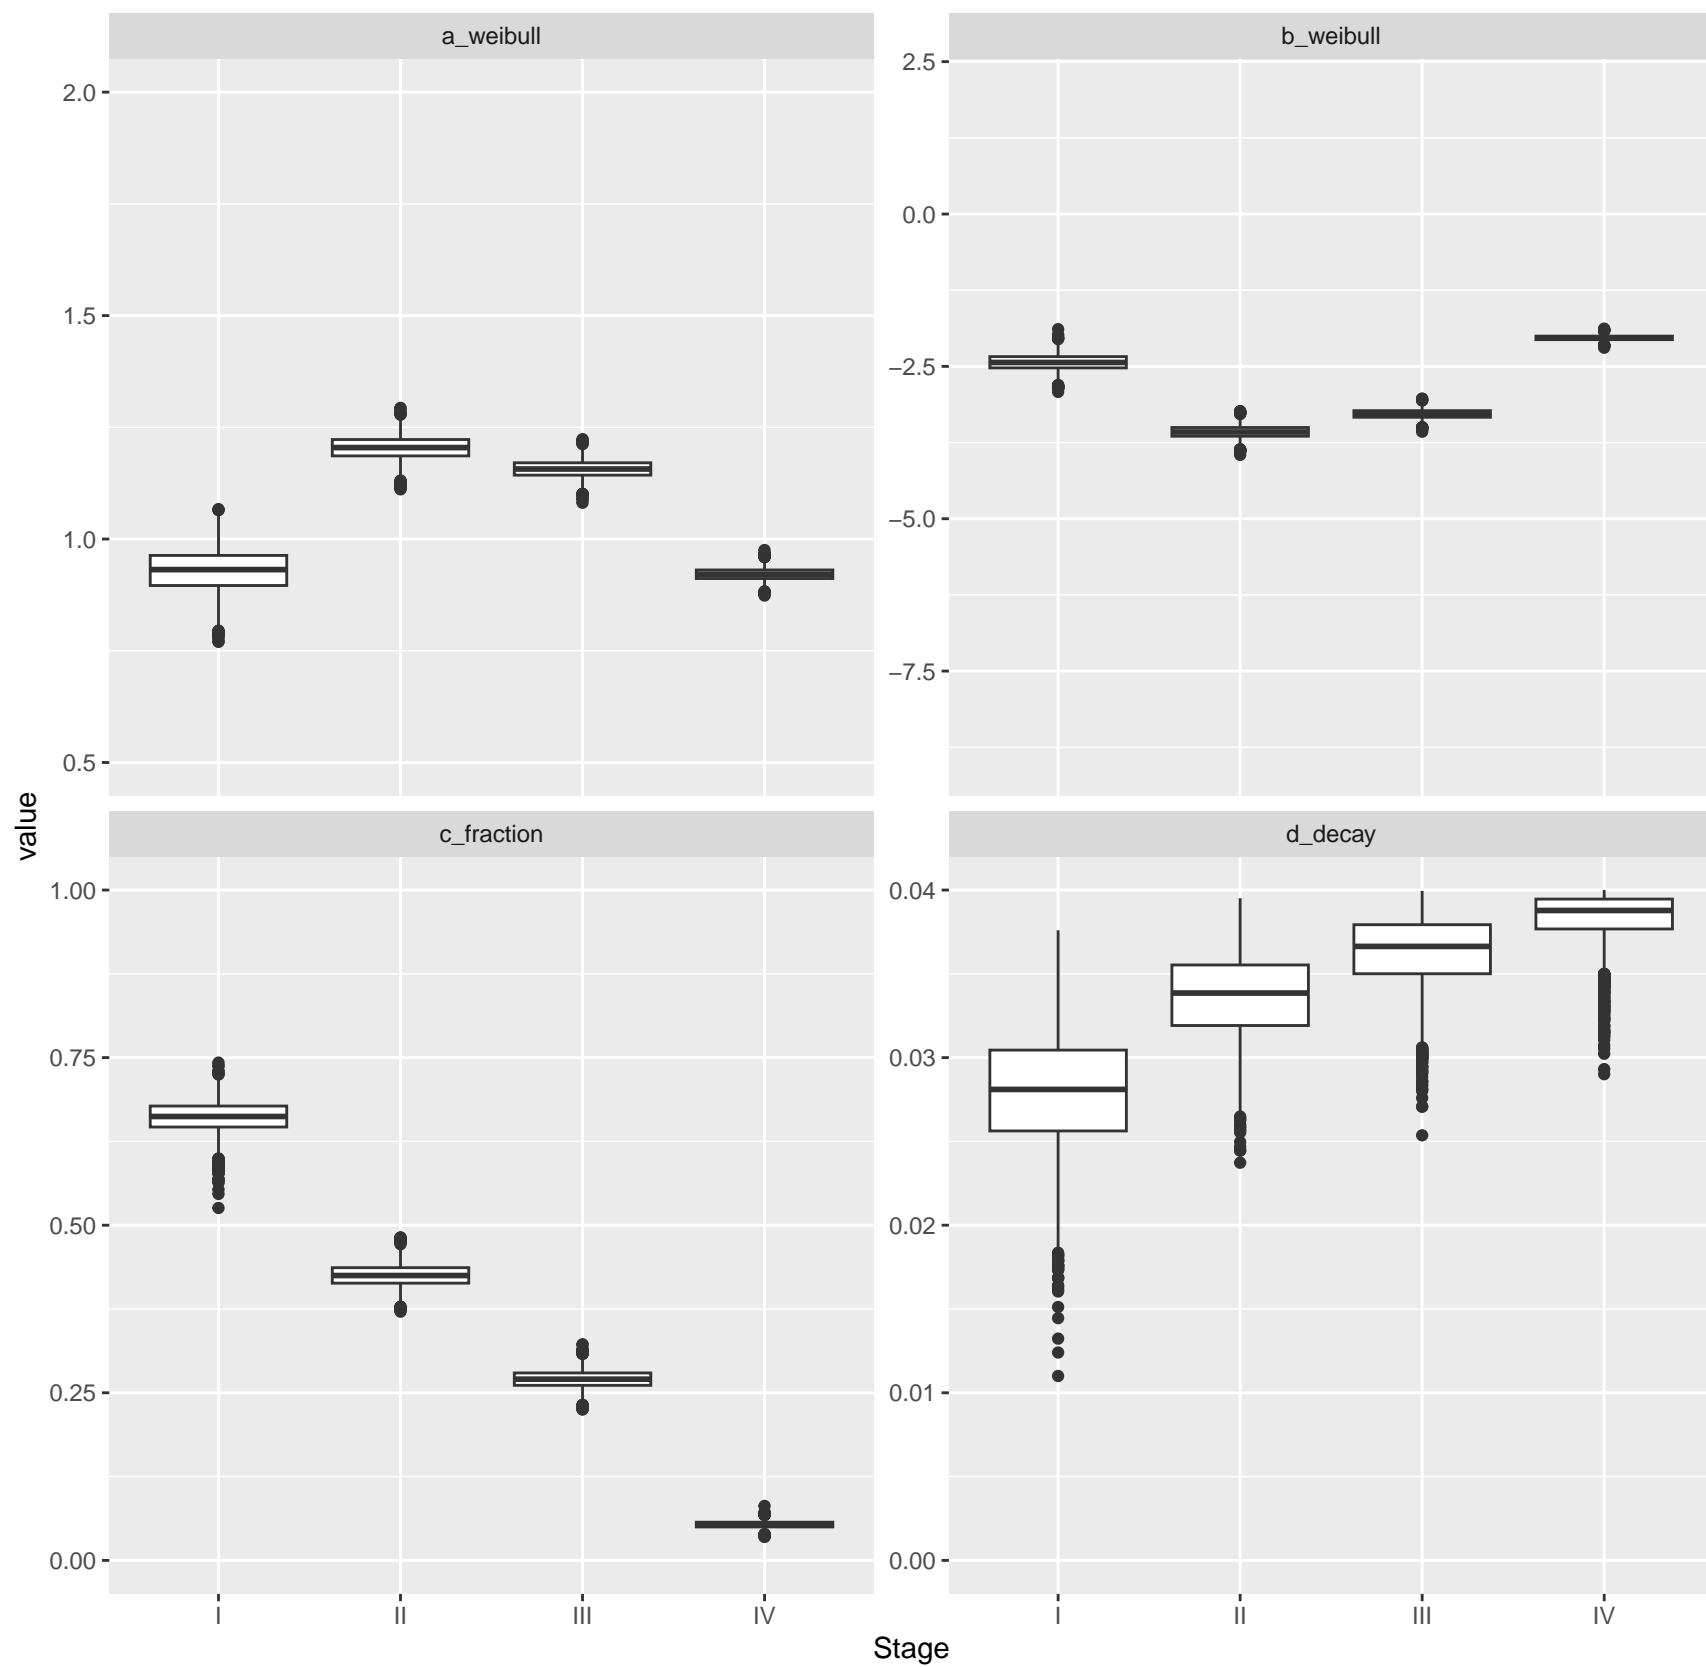 a_weibull
b_weibull
2.0
1.5
1.0
0.5
2.5
0.0
−2.5
−5.0
−7.5
value
c_fraction
d_decay
1.00
0.75
0.50
0.25
0.00
0.04
0.03
0.02
0.01
0.00
I II III IV
I II III IV
Stage